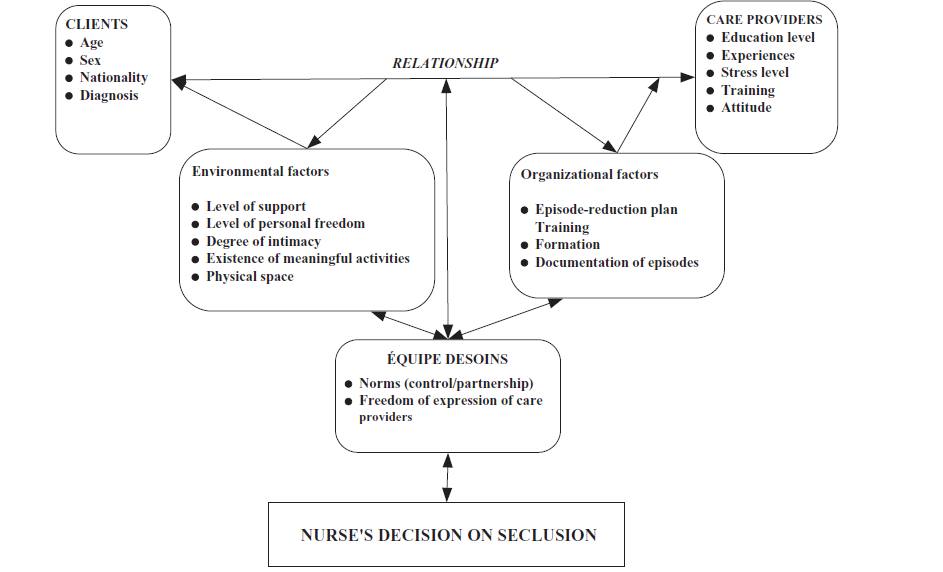 CLIENTS
● Age
● Sex
● Nationality
● Diagnosis
RELATIONSHIP
CARE PROVIDERS
● Education level
● Experiences
● Stress level
● Training
● Attitude
Environmental factors
● Level of support
● Level of personal freedom
● Degree of intimacy
● Existence of meaningful activities
● Physical space
Organizational factors
● Episode-reduction plan
Training
● Formation
● Documentation of episodes
ÉQUIPE DESOINS
● Norms (control/partnership)
● Freedom of expression of care
providers
NURSE'S DECISION ON SECLUSION